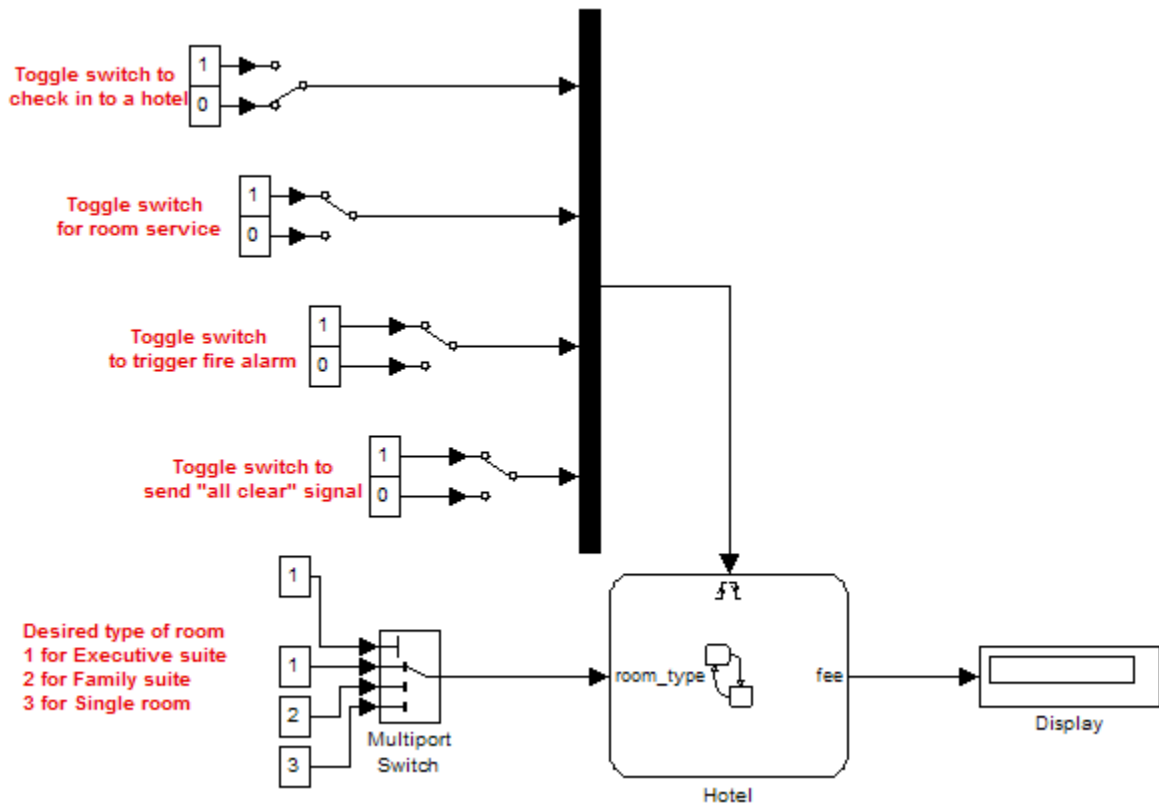 Toggle switch to
check in to a hotel
1
0
Toggle switch
for room service
1
0
Toggle switch
to trigger fire alarm
1
0
Toggle switch to
send "all clear" signal
1
0
Desired type of room
1 for Executive suite
2 for Family suite
3 for Single room
1
1
2
3
Multiport
Switch
room_type
fee
Hotel
Display